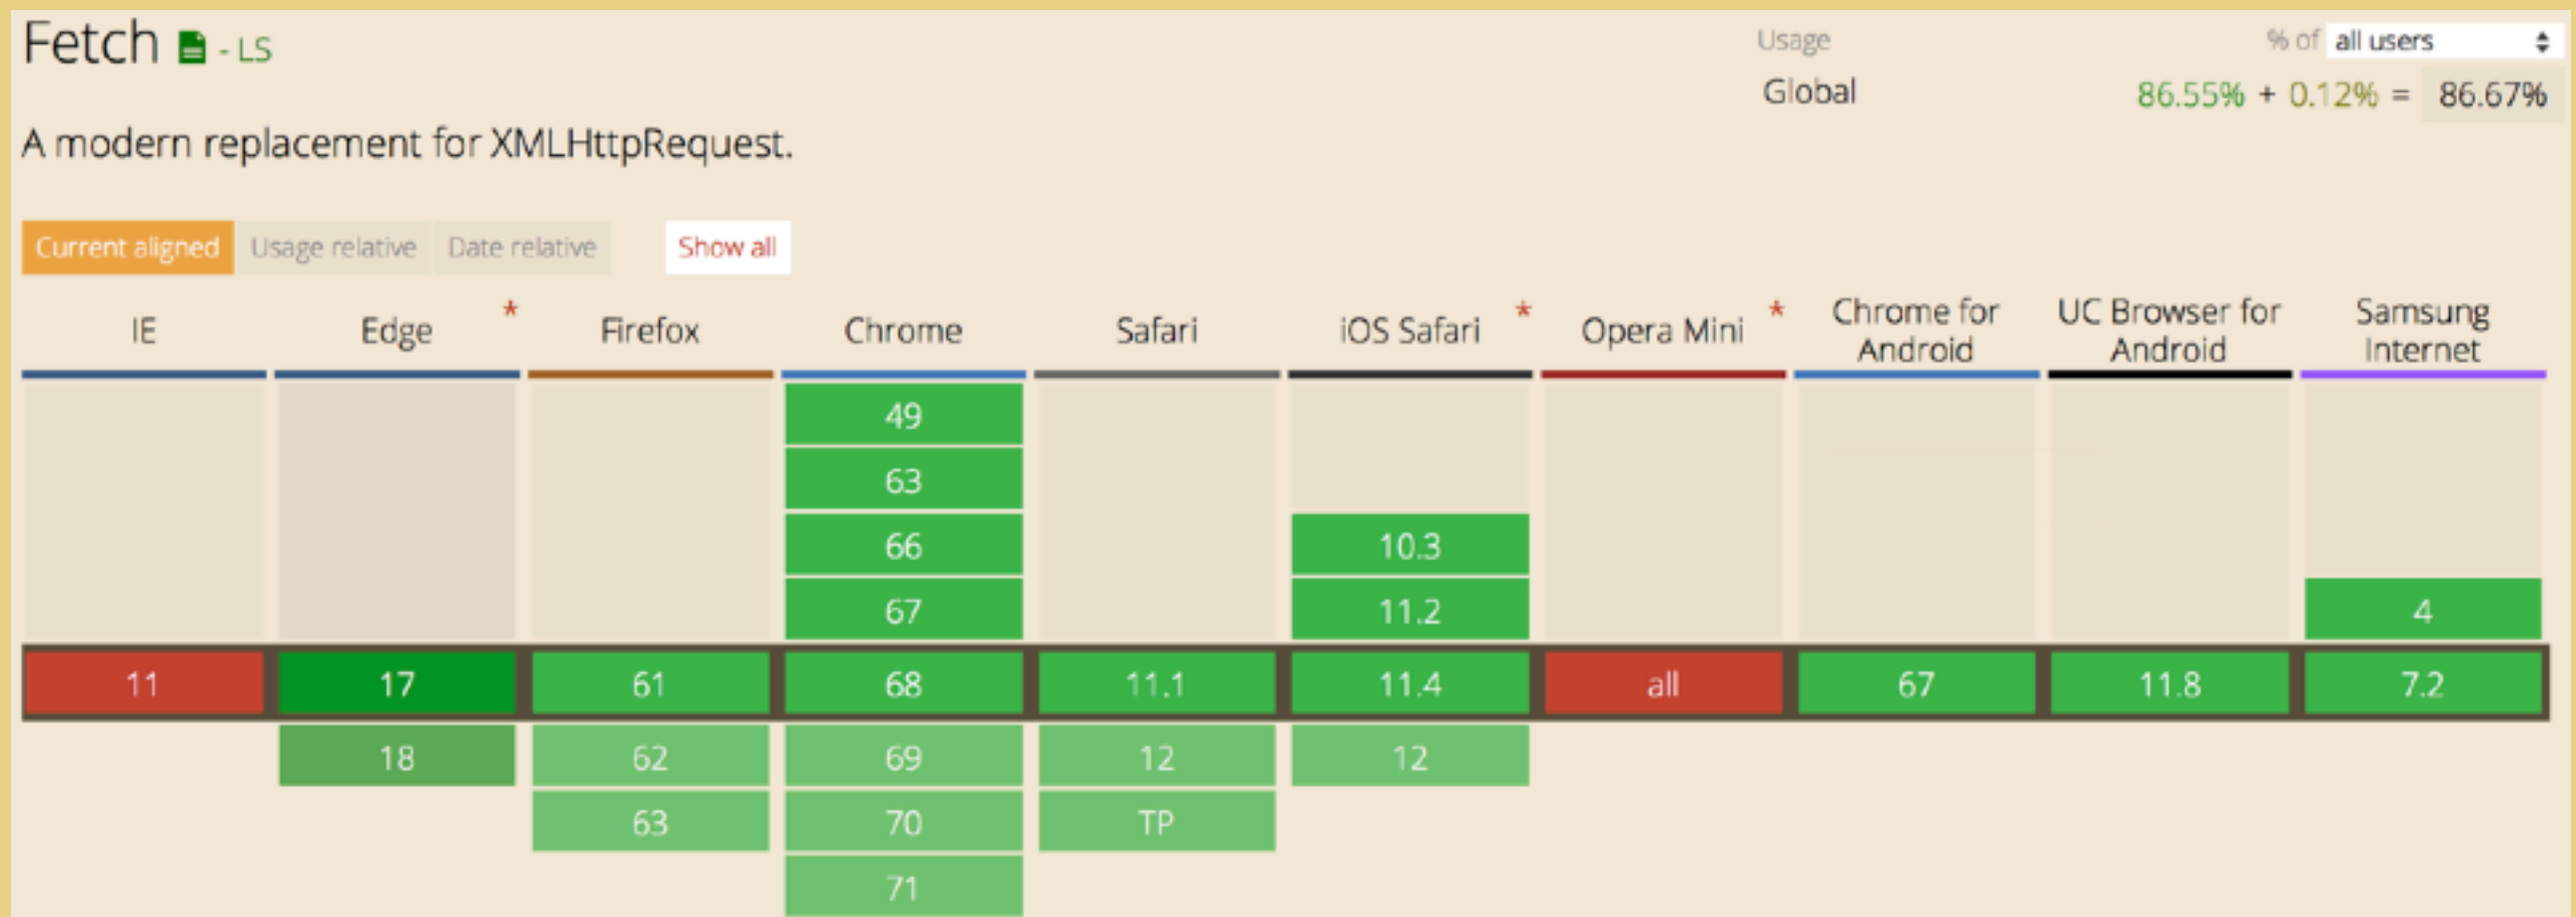 Fetch - LS
Usage % of all users
Global 86.55% + 0.12% = 86.67%
A modern replacement for XMLHttpRequest.
Current aligned Usage relative Date relative Show all
IE Edge * Firefox Chrome Safari iOS Safari * Opera Mini * Chrome for Android UC Browser for Android Samsung Internet
49
63
66 10.3
67 11.2 4
11 17 61 68 11.1 11.4 all 67 11.8 7.2
18 62 69 12 12
63 70 TP
71